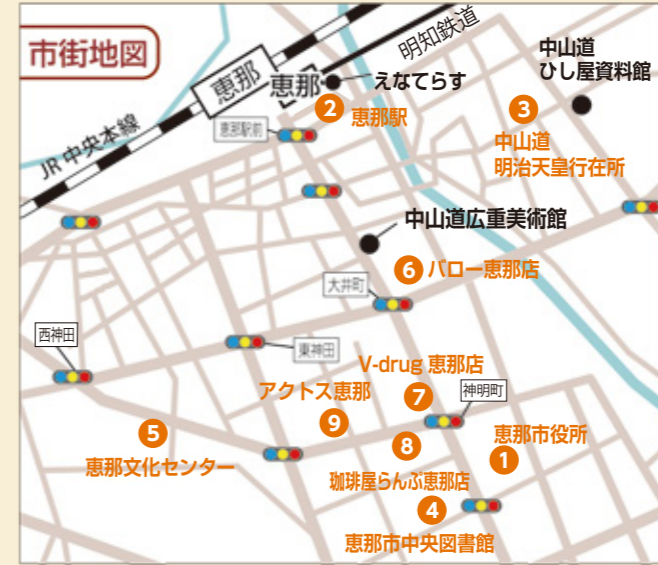 市街地図
JR中央本線
恵那
恵那
明知鉄道
えなてらす
中山道
ひし屋資料館
② 恵那駅
恵那駅前
③
中山道
明治天皇行在所
中山道広重美術館
⑥ バロー恵那店
大井町
西神田
東神田
V-drug 恵那店
⑦
神明町
アクトス恵那
⑨
⑤
恵那文化センター
⑧
珈琲屋らんぷ恵那店
恵那市役所
①
④
恵那市中央図書館